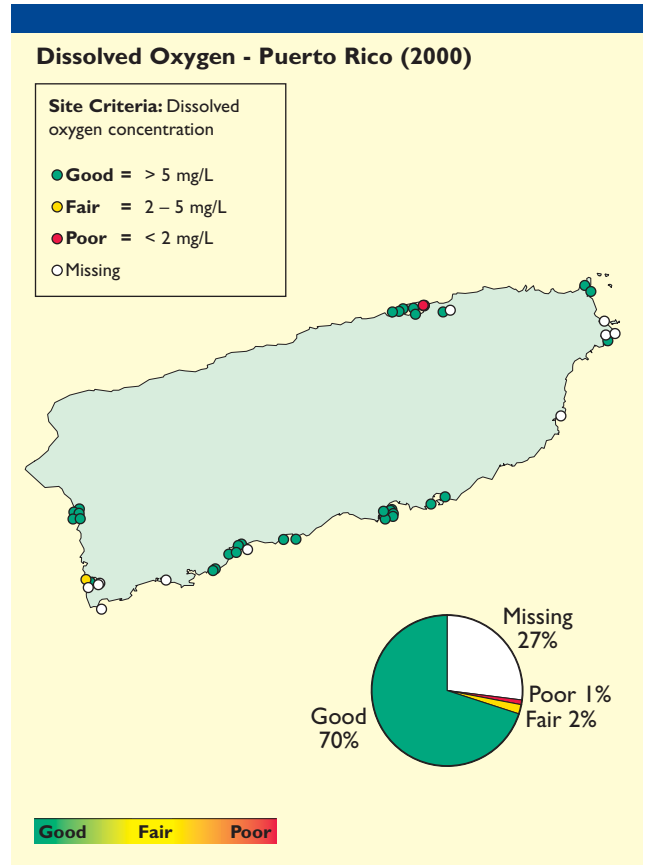 Dissolved Oxygen - Puerto Rico (2000)
Site Criteria: Dissolved
oxygen concentration
Good = > 5 mg/L
Fair = 2 – 5 mg/L
Poor = < 2 mg/L
Missing
Missing
27%
Poor 1%
Fair 2%
Good
70%
Good Fair Poor